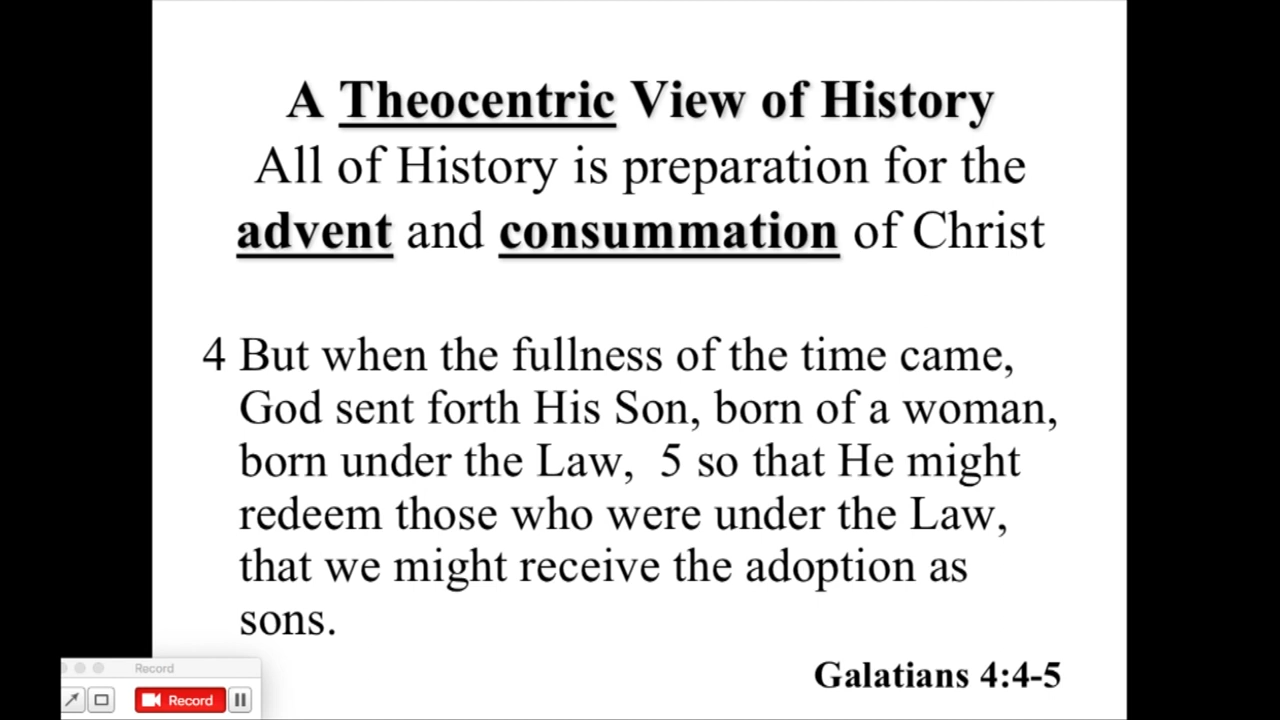 A Theocentric View of History
All of History is preparation for the
advent and consummation of Christ
4 But when the fullness of the time came,
God sent forth His Son, born of a woman,
born under the Law,  5 so that He might
redeem those who were under the Law,
that we might receive the adoption as
sons.
Galatians 4:4-5
Record
Record